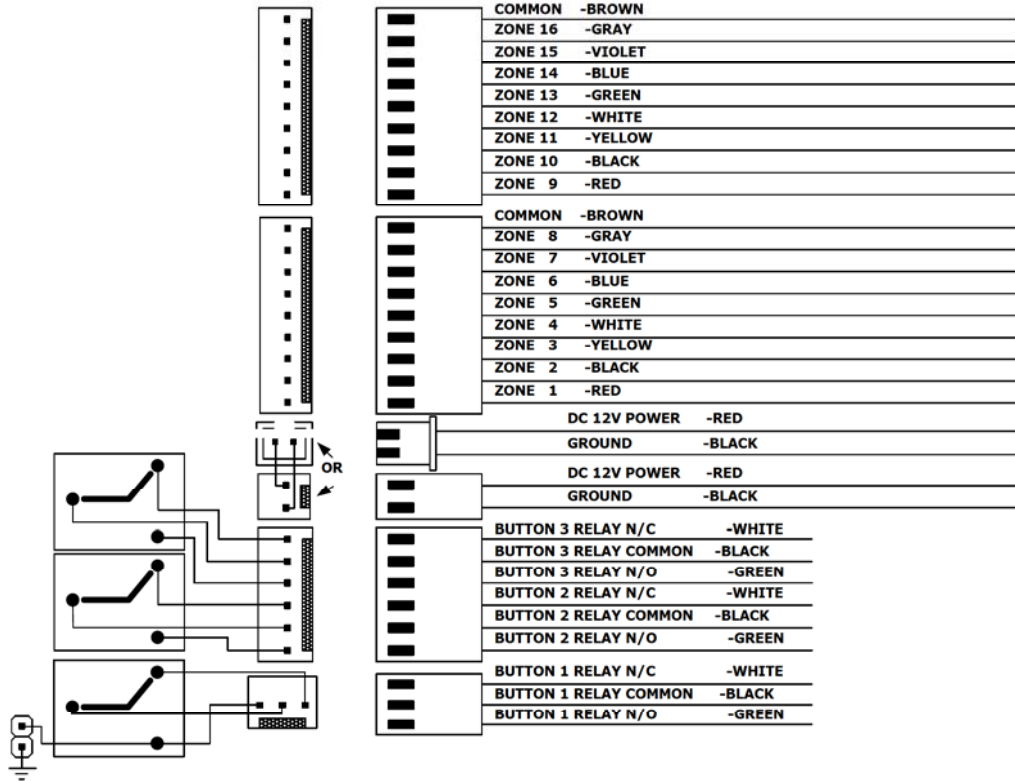 COMMON -BROWN
ZONE 16 -GRAY
ZONE 15 -VIOLET
ZONE 14 -BLUE
ZONE 13 -GREEN
ZONE 12 -WHITE
ZONE 11 -YELLOW
ZONE 10 -BLACK
ZONE 9 -RED
COMMON -BROWN
ZONE 8 -GRAY
ZONE 7 -VIOLET
ZONE 6 -BLUE
ZONE 5 -GREEN
ZONE 4 -WHITE
ZONE 3 -YELLOW
ZONE 2 -BLACK
ZONE 1 -RED
DC 12V POWER -RED
GROUND -BLACK
OR
DC 12V POWER -RED
GROUND -BLACK
BUTTON 3 RELAY N/C -WHITE
BUTTON 3 RELAY COMMON -BLACK
BUTTON 3 RELAY N/O -GREEN
BUTTON 2 RELAY N/C -WHITE
BUTTON 2 RELAY COMMON -BLACK
BUTTON 2 RELAY N/O -GREEN
BUTTON 1 RELAY N/C -WHITE
BUTTON 1 RELAY COMMON -BLACK
BUTTON 1 RELAY N/O -GREEN